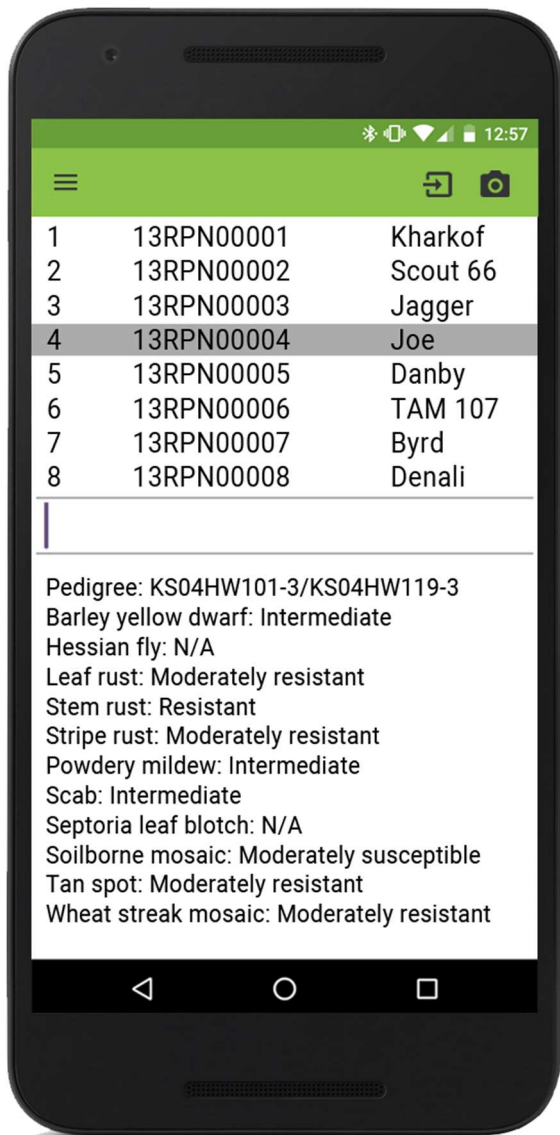 12:57
1 13RPN00001 Kharkof
2 13RPN00002 Scout 66
3 13RPN00003 Jagger
4 13RPN00004 Joe
5 13RPN00005 Danby
6 13RPN00006 TAM 107
7 13RPN00007 Byrd
8 13RPN00008 Denali
Pedigree: KS04HW101-3/KS04HW119-3
Barley yellow dwarf: Intermediate
Hessian fly: N/A
Leaf rust: Moderately resistant
Stem rust: Resistant
Stripe rust: Moderately resistant
Powdery mildew: Intermediate
Scab: Intermediate
Septoria leaf blotch: N/A
Soilborne mosaic: Moderately susceptible
Tan spot: Moderately resistant
Wheat streak mosaic: Moderately resistant